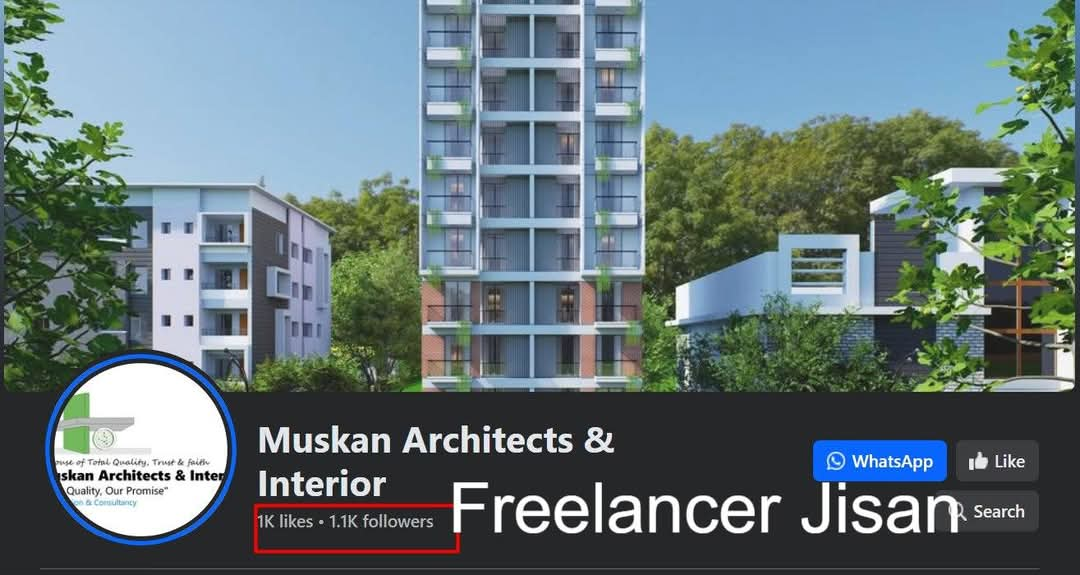 Muskan Architects &
Interior
1K likes • 1.1K followers
Freelancer Jisan
WhatsApp
Like
Search
ouse of Total Quality, Trust & faith
uskan Architects & Inter
Quality, Our Promise"
on & Consultancy